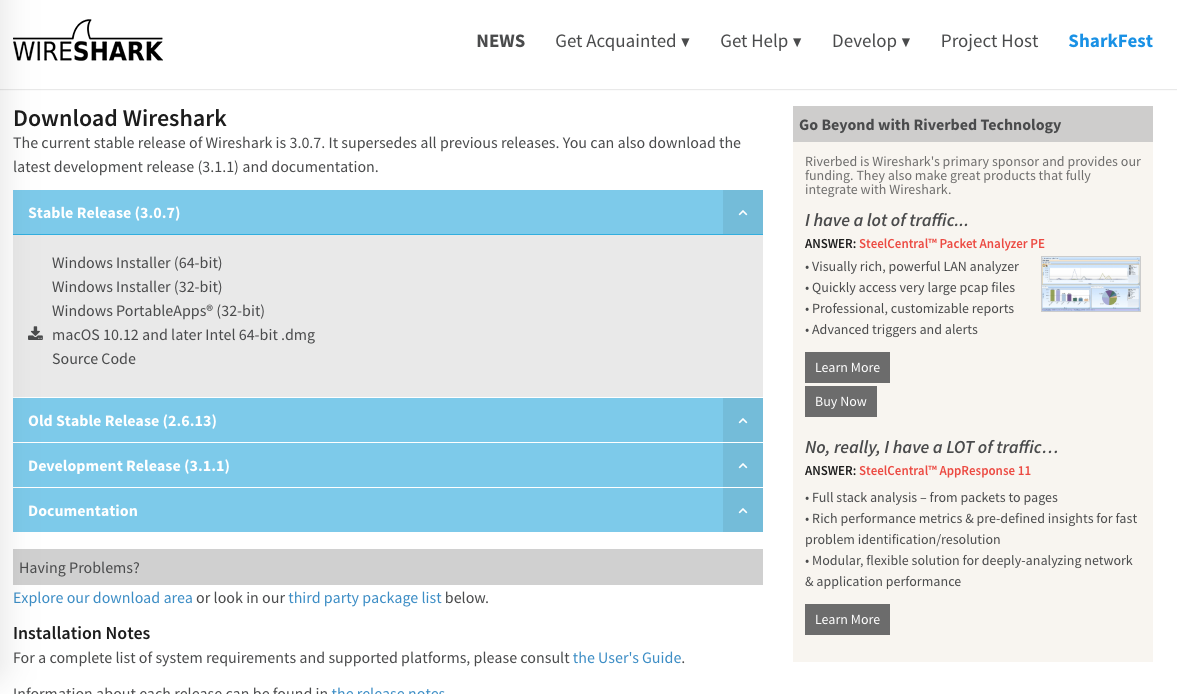 WIRESHARK
NEWS Get Acquainted ▾ Get Help ▾ Develop ▾ Project Host SharkFest
Download Wireshark
The current stable release of Wireshark is 3.0.7. It supersedes all previous releases. You can also download the
latest development release (3.1.1) and documentation.
Stable Release (3.0.7)
Windows Installer (64-bit)
Windows Installer (32-bit)
Windows PortableApps® (32-bit)
macOS 10.12 and later Intel 64-bit .dmg
Source Code
Old Stable Release (2.6.13)
Development Release (3.1.1)
Documentation
Having Problems?
Explore our download area or look in our third party package list below.
Installation Notes
For a complete list of system requirements and supported platforms, please consult the User's Guide.
Information about each release can be found in the release notes.
Go Beyond with Riverbed Technology
Riverbed is Wireshark's primary sponsor and provides our
funding. They also make great products that fully
integrate with Wireshark.
I have a lot of traffic...
ANSWER: SteelCentral™ Packet Analyzer PE
• Visually rich, powerful LAN analyzer
• Quickly access very large pcap files
• Professional, customizable reports
• Advanced triggers and alerts
Learn More
Buy Now
No, really, I have a LOT of traffic…
ANSWER: SteelCentral™ AppResponse 11
• Full stack analysis – from packets to pages
• Rich performance metrics & pre-defined insights for fast
problem identification/resolution
• Modular, flexible solution for deeply-analyzing network
& application performance
Learn More